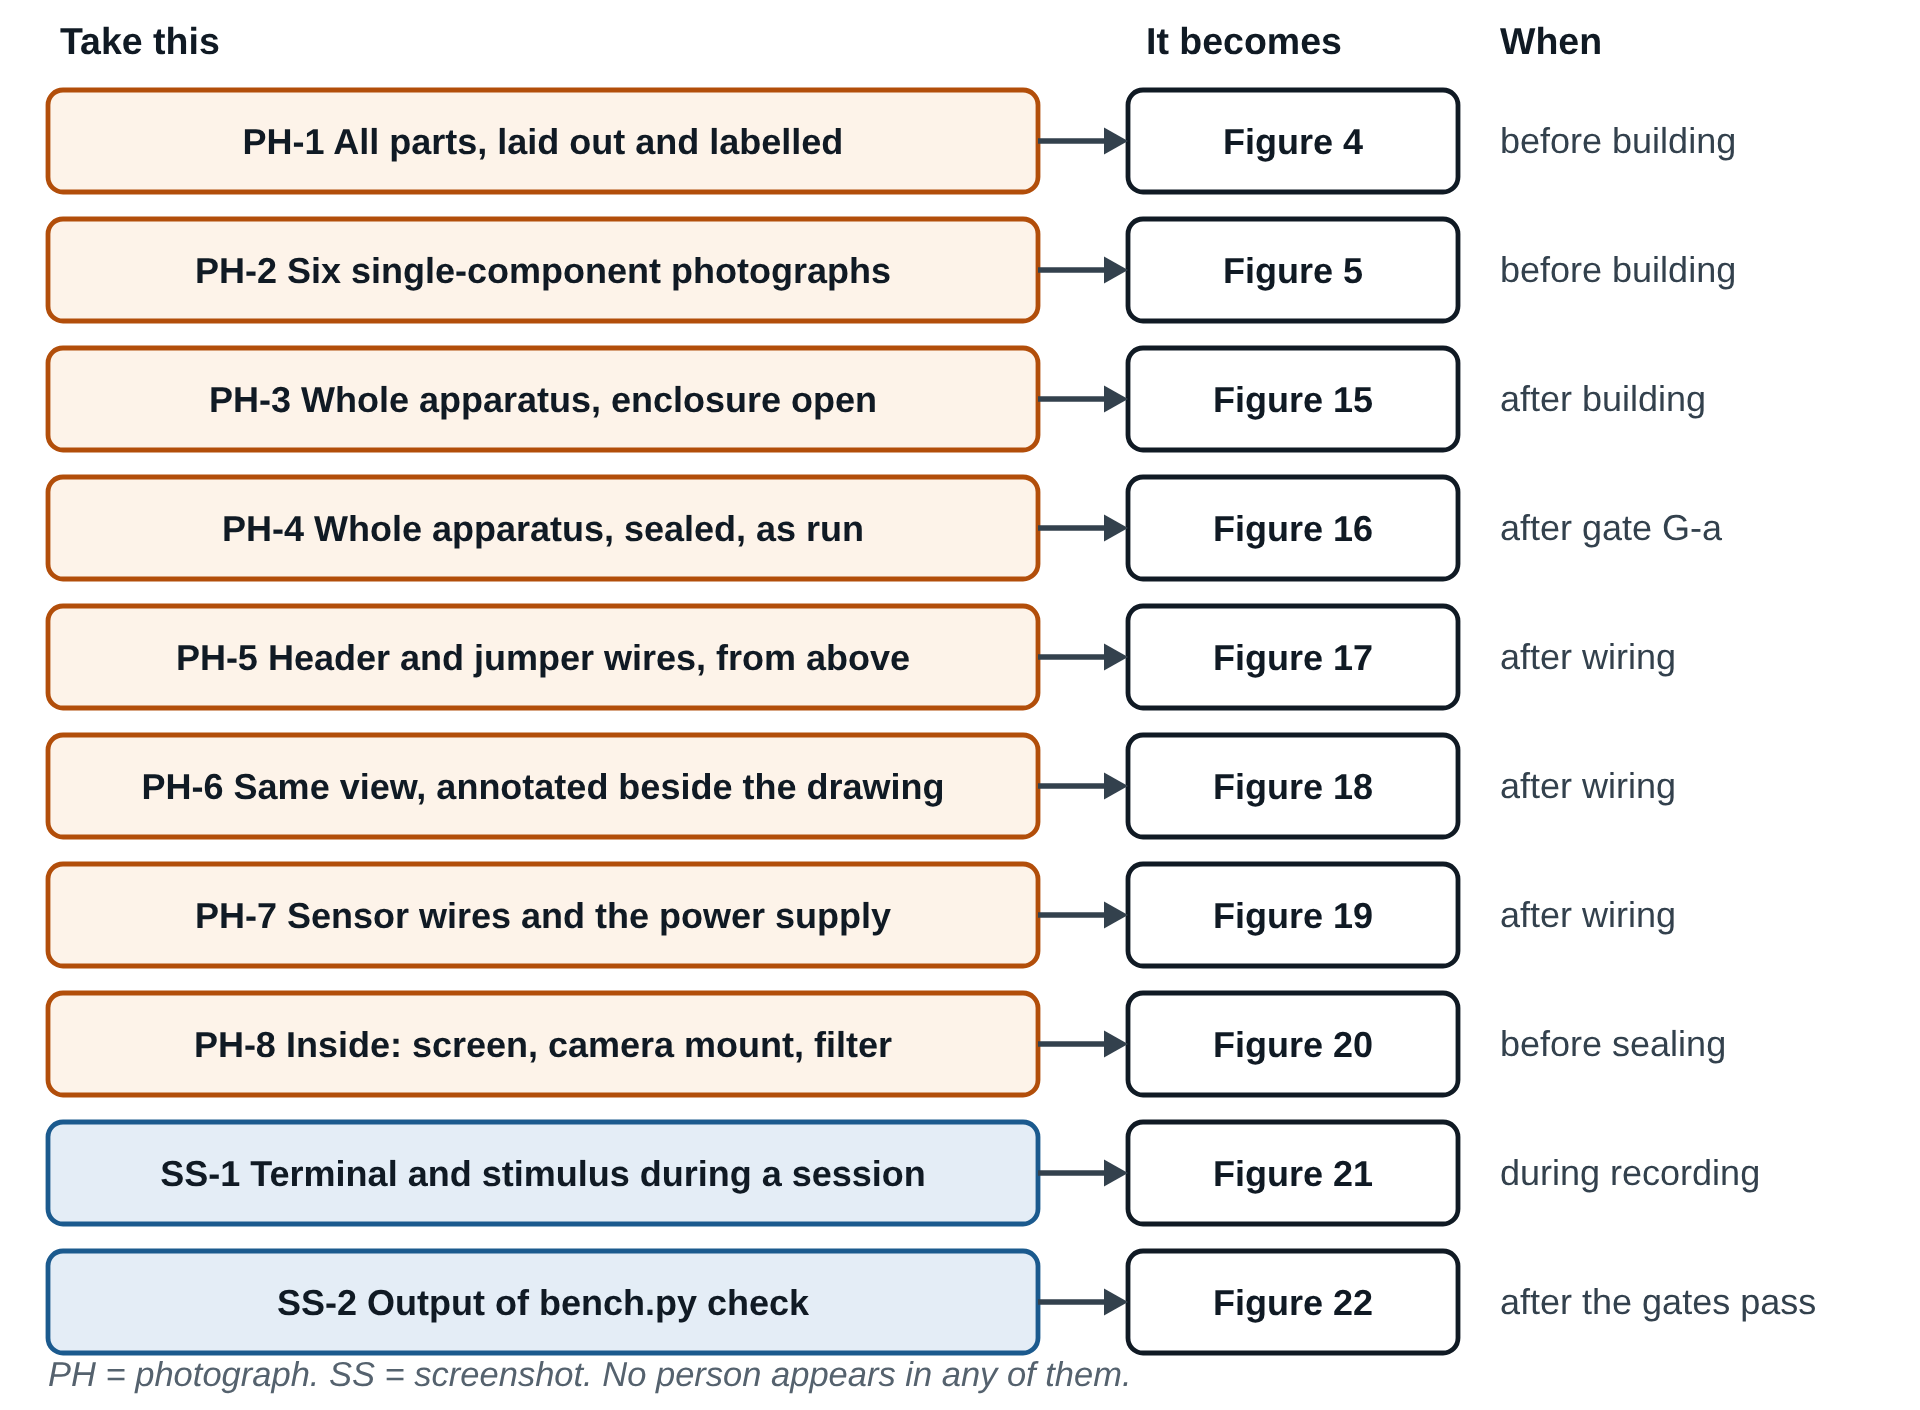 Take this It becomes When
PH-1 All parts, laid out and labelled Figure 4 before building
PH-2 Six single-component photographs Figure 5 before building
PH-3 Whole apparatus, enclosure open Figure 15 after building
PH-4 Whole apparatus, sealed, as run Figure 16 after gate G-a
PH-5 Header and jumper wires, from above Figure 17 after wiring
PH-6 Same view, annotated beside the drawing Figure 18 after wiring
PH-7 Sensor wires and the power supply Figure 19 after wiring
PH-8 Inside: screen, camera mount, filter Figure 20 before sealing
SS-1 Terminal and stimulus during a session Figure 21 during recording
SS-2 Output of bench.py check Figure 22 after the gates pass
PH = photograph. SS = screenshot. No person appears in any of them.